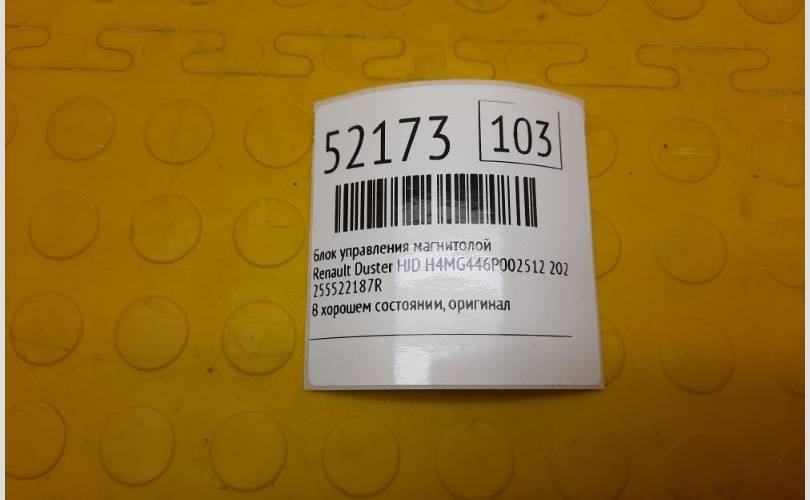 52173 103
Блок управления магнитолой
Renault Duster HJD H4MG446P002512 202
255522187R
В хорошем состоянии, оригинал